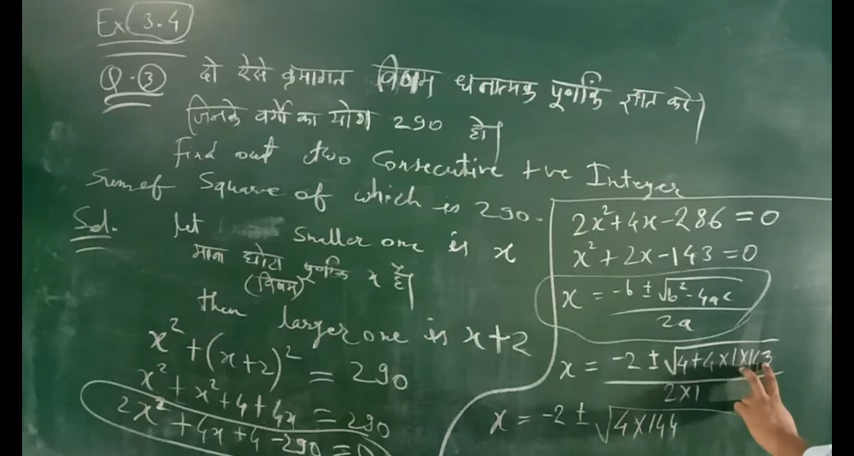 Ex 3.4
Q.③ दो ऐसे क्रमागत विषम धनात्मक पूर्णांक ज्ञात करें|
जिनके वर्गों का योग 290 हो|
Find out two Consecutive +ve Integer
Sum of Square of which is 290.
Sol. let Smaller one is x
माना छोटा पूर्णांक x है|
(विषम)
then larger one is x+2
x² + (x+2)² = 290
x² + x² + 4 + 4x = 290
2x² + 4x + 4 - 290 = 0
2x² + 4x - 286 = 0
x² + 2x - 143 = 0
x = -b ± √b² - 4ac / 2a
x = -2 ± √4 + 4×1×143 / 2×1
x = -2 ± √4×144